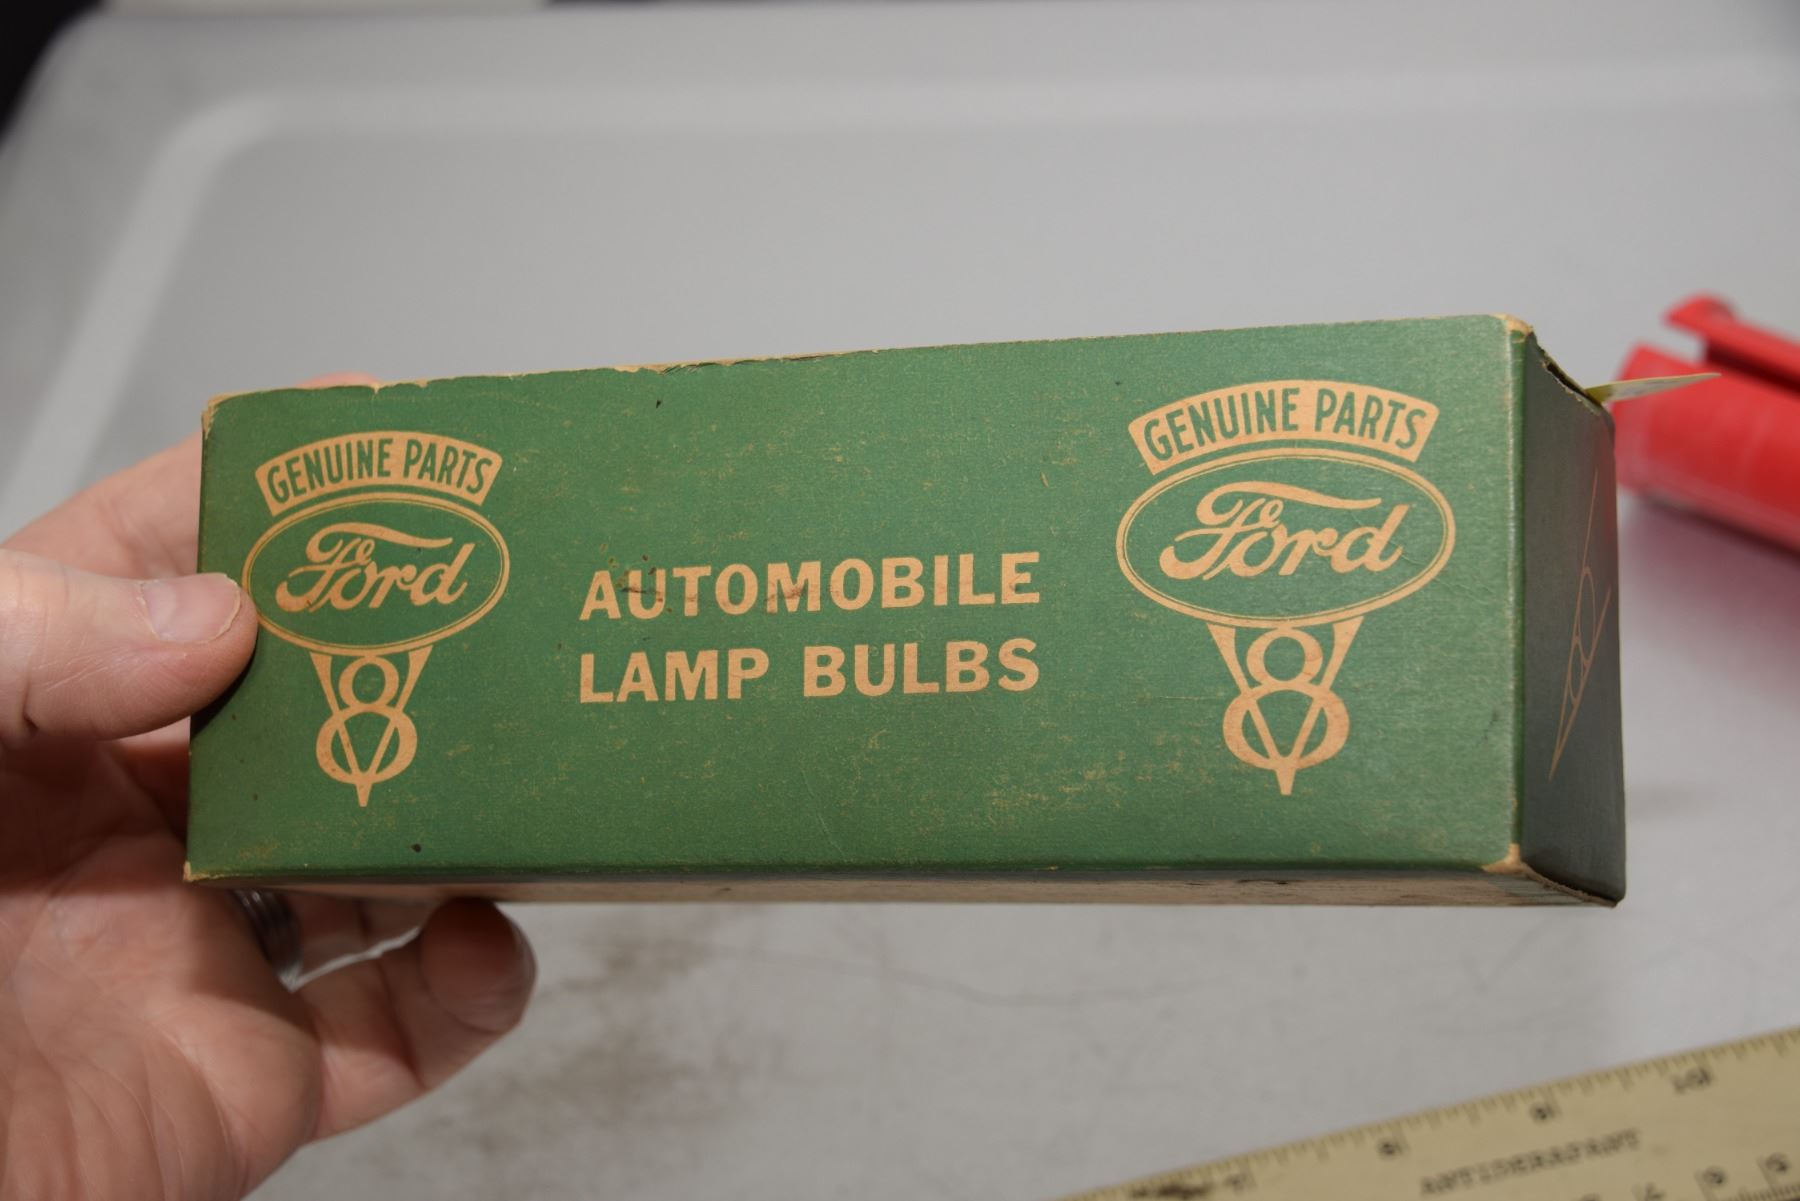 GENUINE PARTS
Ford
V8
AUTOMOBILE
LAMP BULBS
GENUINE PARTS
Ford
V8